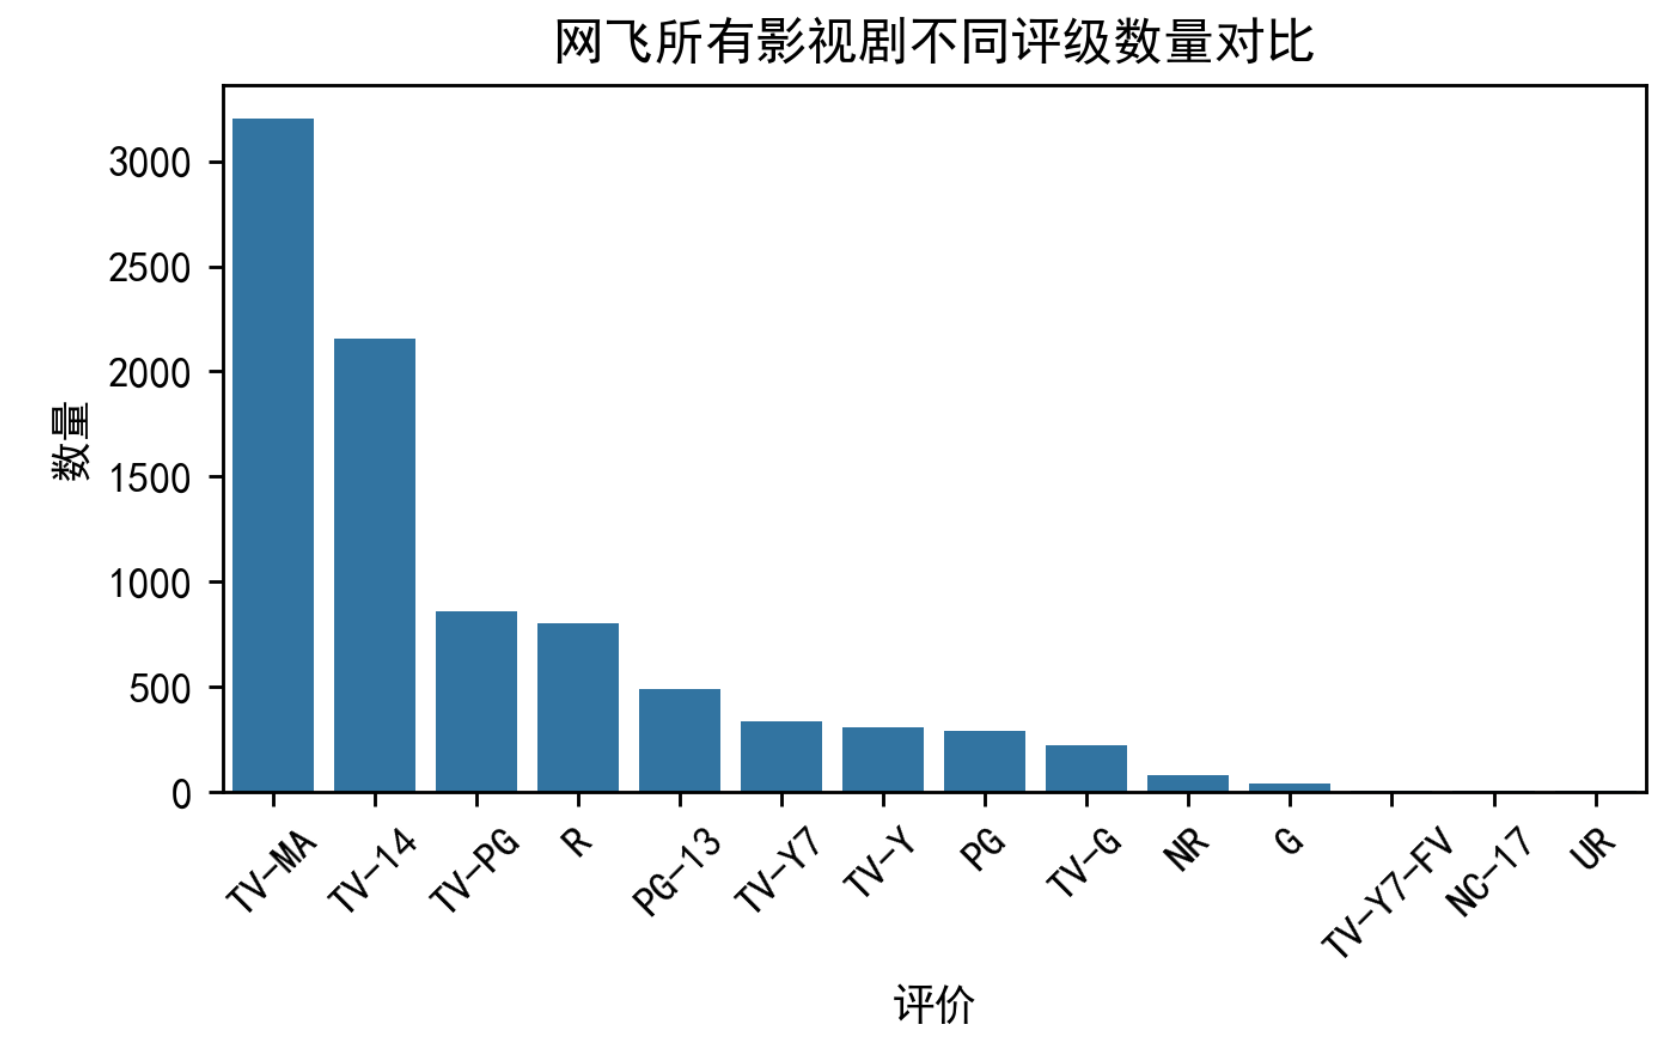 网飞所有影视剧不同评级数量对比
数量
3000
2500
2000
1500
1000
500
0
TV-MA
TV-14
TV-PG
R
PG-13
TV-Y7
TV-Y
PG
TV-G
NR
G
TV-Y7-FV
NC-17
UR
评价